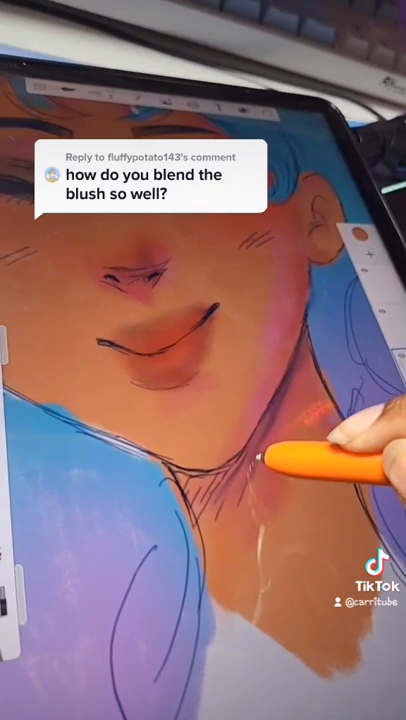 Reply to fluffypotato143's comment
how do you blend the
blush so well?
TikTok
@carritube